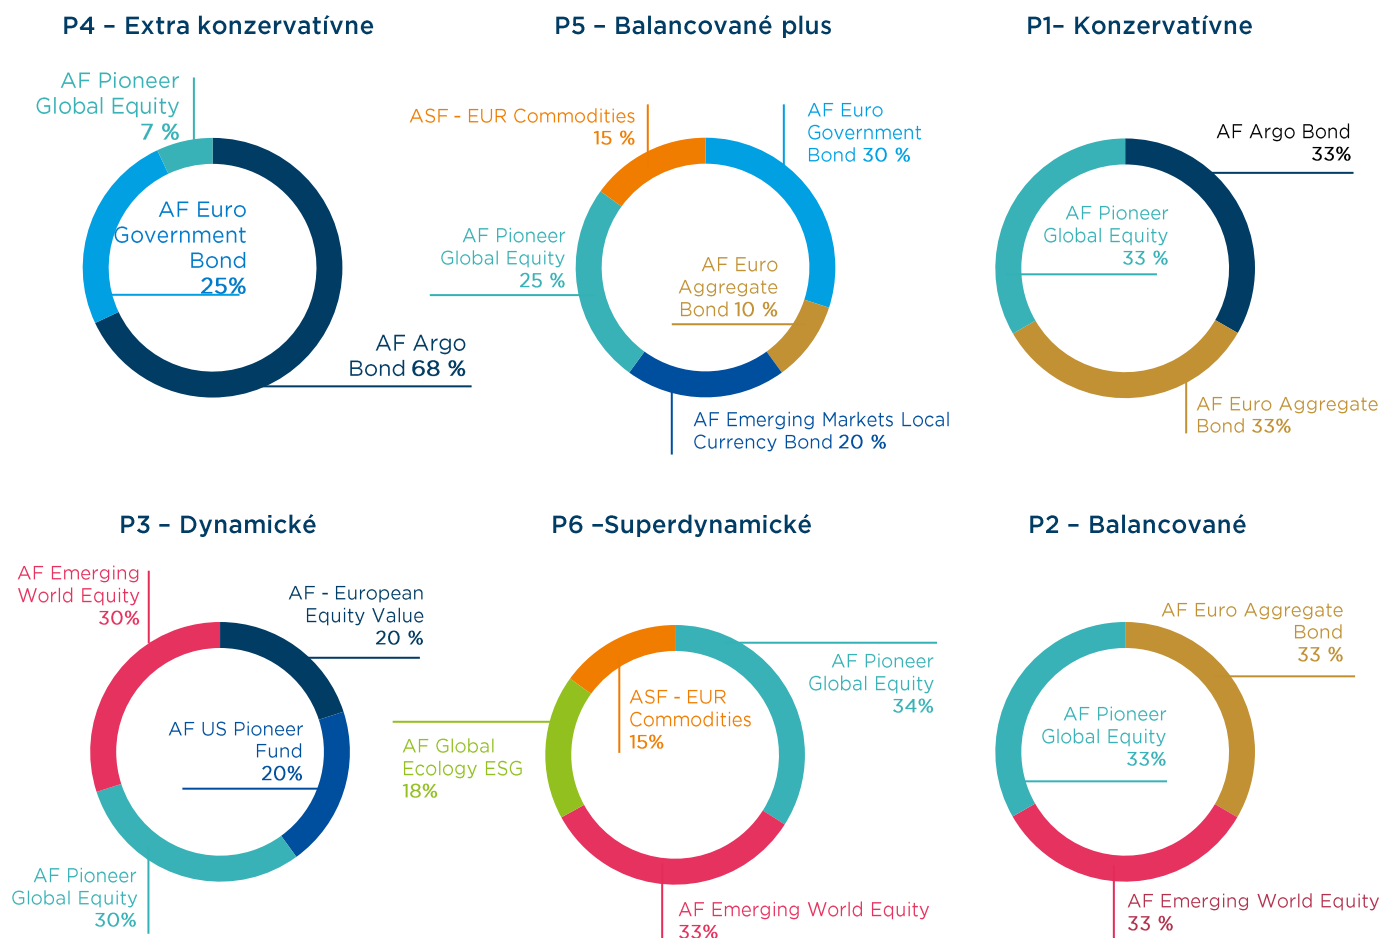 P4 – Extra konzervatívne
AF Pioneer
Global Equity
7 %
AF Euro
Government
Bond
25%
AF Argo
Bond 68 %
P5 – Balancované plus
ASF - EUR Commodities
15 %
AF Euro
Government
Bond 30 %
AF Pioneer
Global Equity
25 %
AF Euro
Aggregate
Bond 10 %
AF Emerging Markets Local
Currency Bond 20 %
P1– Konzervatívne
AF Argo Bond
33%
AF Pioneer
Global Equity
33 %
AF Euro Aggregate
Bond 33%
P3 – Dynamické
AF Emerging
World Equity
30%
AF - European
Equity Value
20 %
AF US Pioneer
Fund
20%
AF Pioneer
Global Equity
30%
P6 –Superdynamické
AF Pioneer
Global Equity
34%
ASF - EUR
Commodities
15%
AF Global
Ecology ESG
18%
AF Emerging World Equity
33%
P2 – Balancované
AF Euro Aggregate
Bond
33 %
AF Pioneer
Global Equity
33%
AF Emerging World Equity
33 %